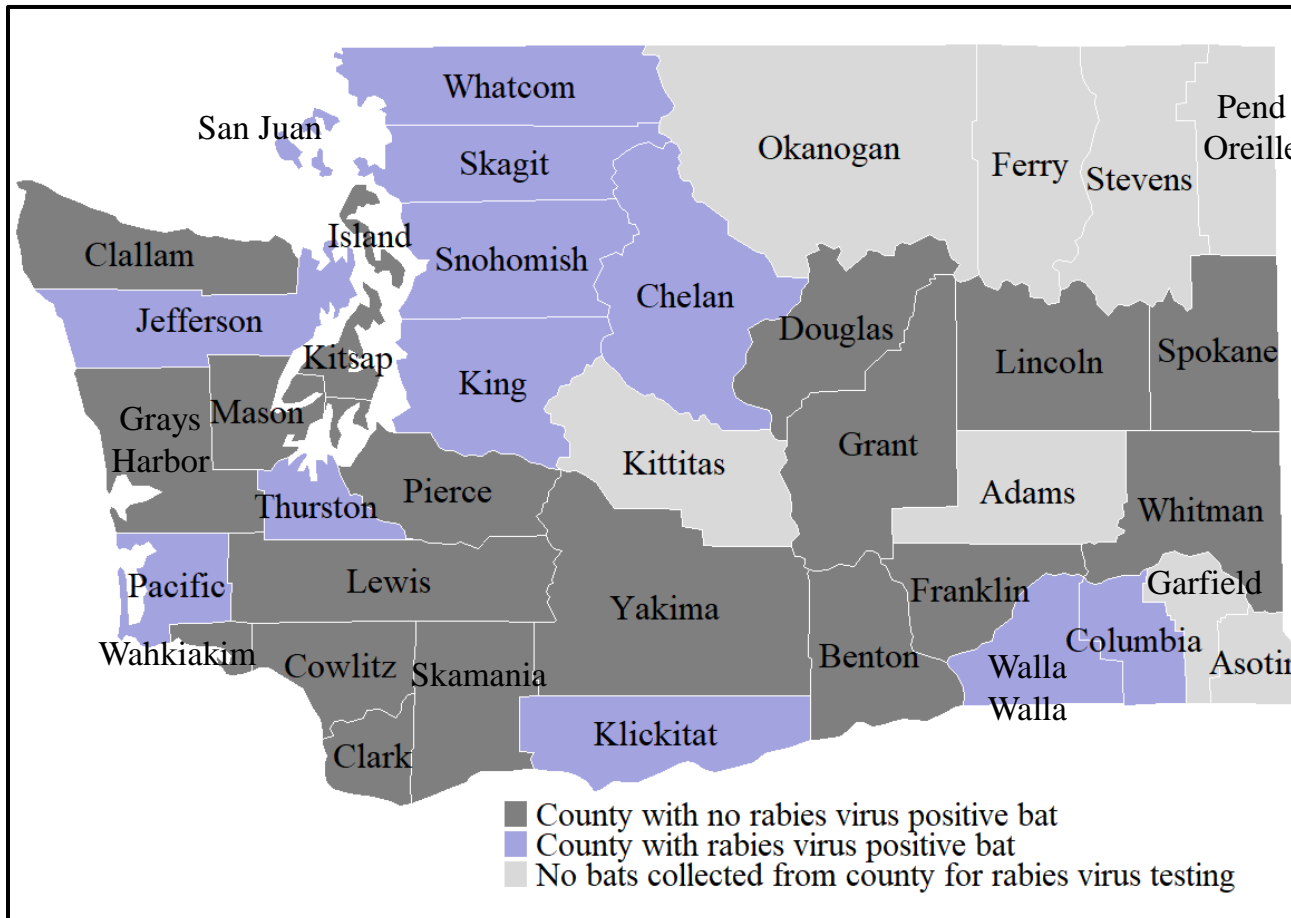 Whatcom
San Juan
Skagit
Okanogan
Ferry
Stevens
Pend
Oreille
Clallam
Island
Snohomish
Chelan
Jefferson
Kitsap
King
Douglas
Lincoln
Spokane
Grays
Harbor
Mason
Kittitas
Grant
Adams
Whitman
Thurston
Pierce
Pacific
Lewis
Yakima
Franklin
Garfield
Wahkiakim
Cowlitz
Skamania
Benton
Columbia
Walla
Walla
Asotin
Clark
Klickitat
County with no rabies virus positive bat
County with rabies virus positive bat
No bats collected from county for rabies virus testing